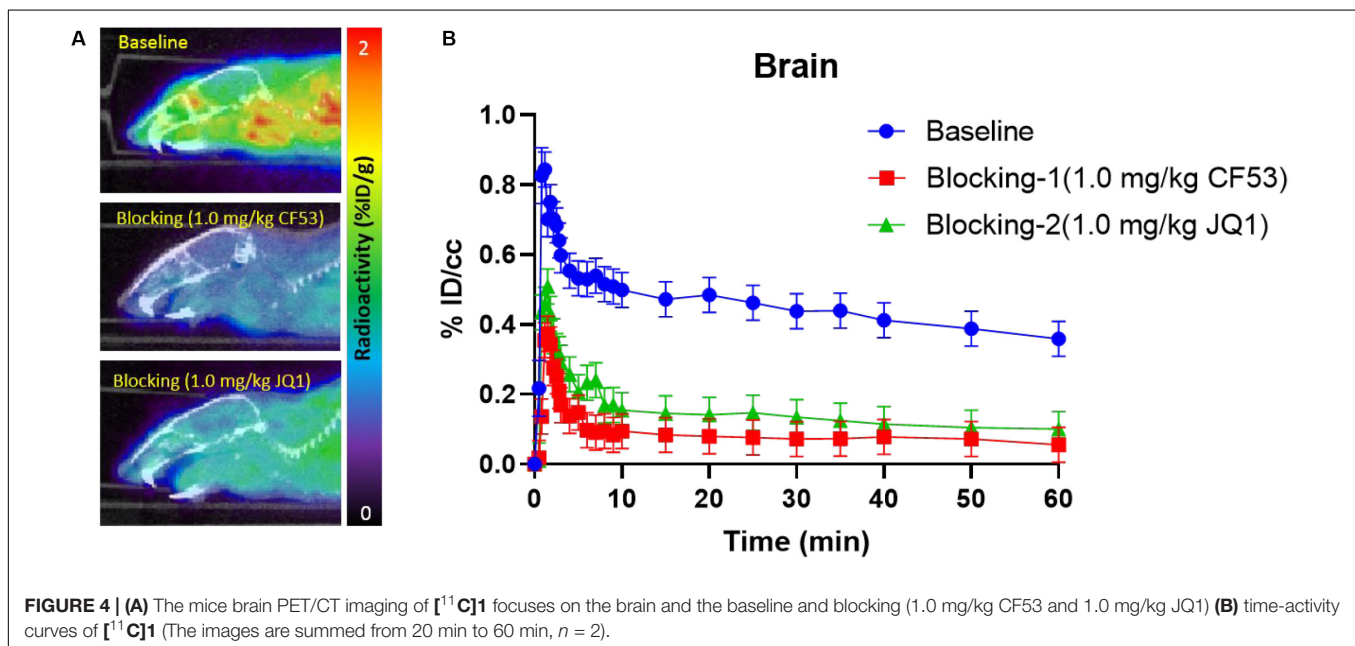 A
Baseline
Blocking (1.0 mg/kg CF53)
Blocking (1.0 mg/kg JQ1)
2
Radioactivity (%ID/g)
0
B
Brain
1.0
0.8
0.6
0.4
0.2
0.0
% ID/cc
0
10
20
30
40
50
60
Time (min)
Baseline
Blocking-1(1.0 mg/kg CF53)
Blocking-2(1.0 mg/kg JQ1)
FIGURE 4 | (A) The mice brain PET/CT imaging of [¹¹C]1 focuses on the brain and the baseline and blocking (1.0 mg/kg CF53 and 1.0 mg/kg JQ1) (B) time-activity
curves of [¹¹C]1 (The images are summed from 20 min to 60 min, n = 2).